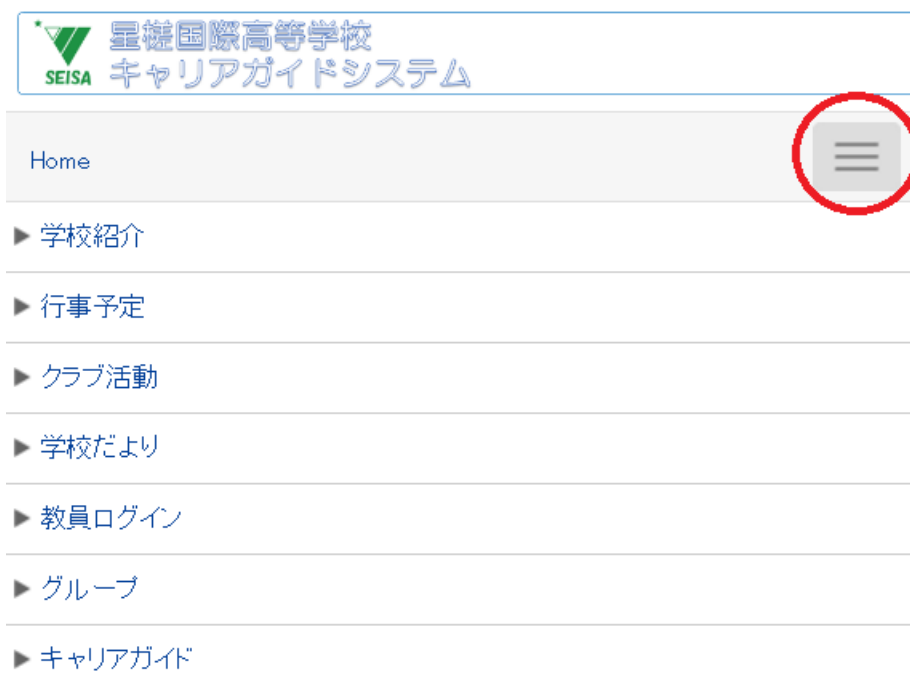 星槎国際高等学校
SEISA キャリアガイドシステム
Home
▶ 学校紹介
▶ 行事予定
▶ クラブ活動
▶ 学校だより
▶ 教員ログイン
▶ グループ
▶ キャリアガイド